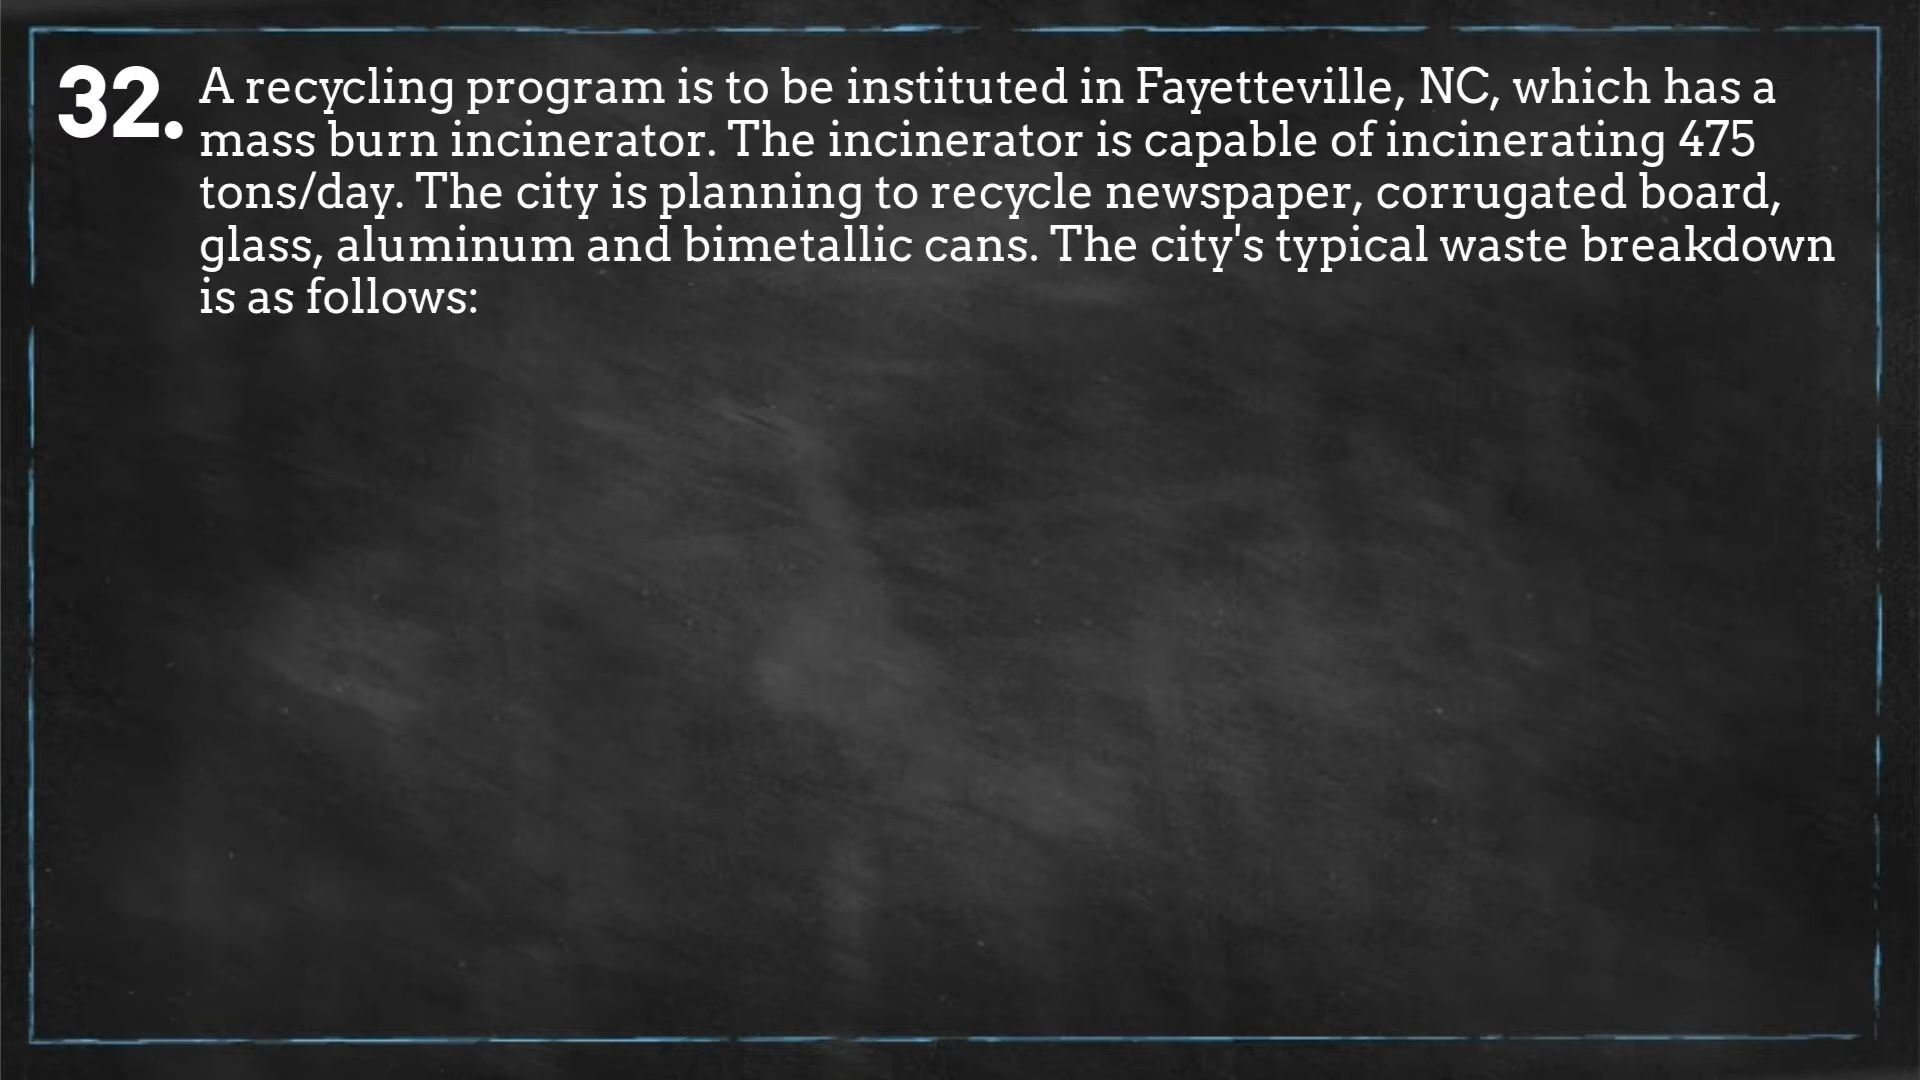 32. A recycling program is to be instituted in Fayetteville, NC, which has a
mass burn incinerator. The incinerator is capable of incinerating 475
tons/day. The city is planning to recycle newspaper, corrugated board,
glass, aluminum and bimetallic cans. The city's typical waste breakdown
is as follows: